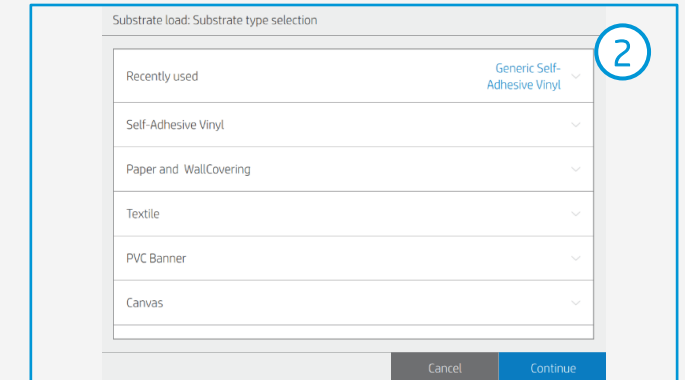 Substrate load: Substrate type selection
2
Recently used
Generic Self-
Adhesive Vinyl
Self-Adhesive Vinyl
Paper and WallCovering
Textile
PVC Banner
Canvas
Cancel
Continue